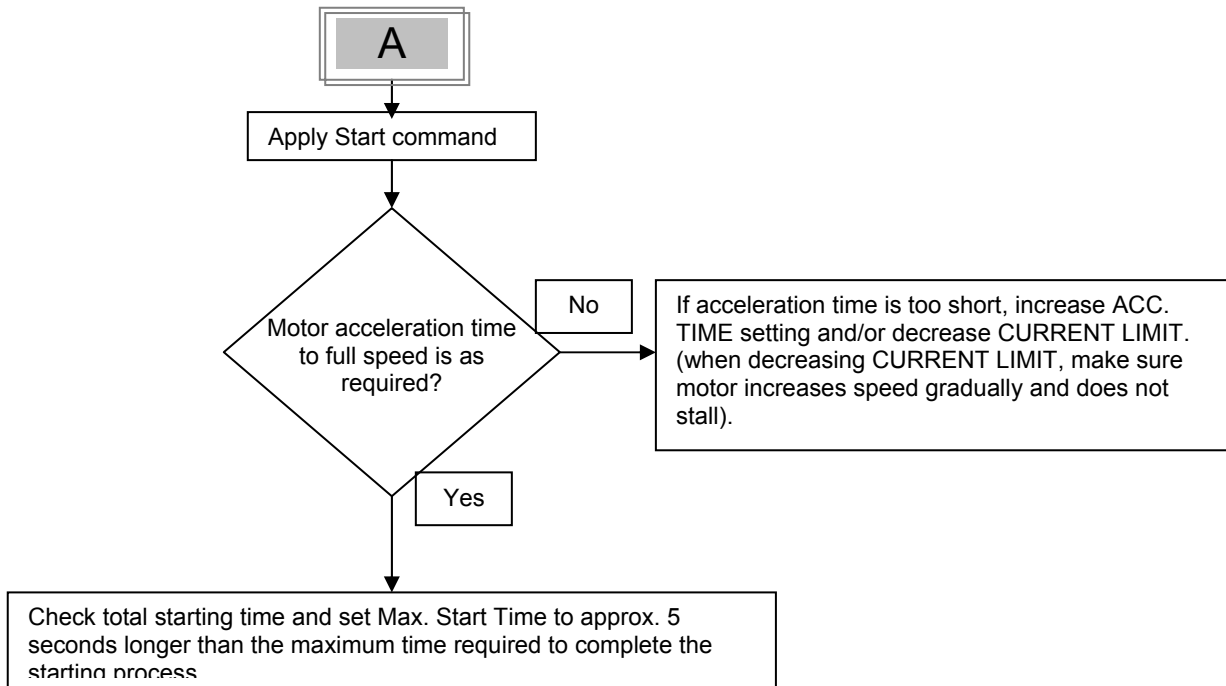 A
Apply Start command
Motor acceleration time
to full speed is as
required?
No
If acceleration time is too short, increase ACC.
TIME setting and/or decrease CURRENT LIMIT.
(when decreasing CURRENT LIMIT, make sure
motor increases speed gradually and does not
stall).
Yes
Check total starting time and set Max. Start Time to approx. 5
seconds longer than the maximum time required to complete the
starting process